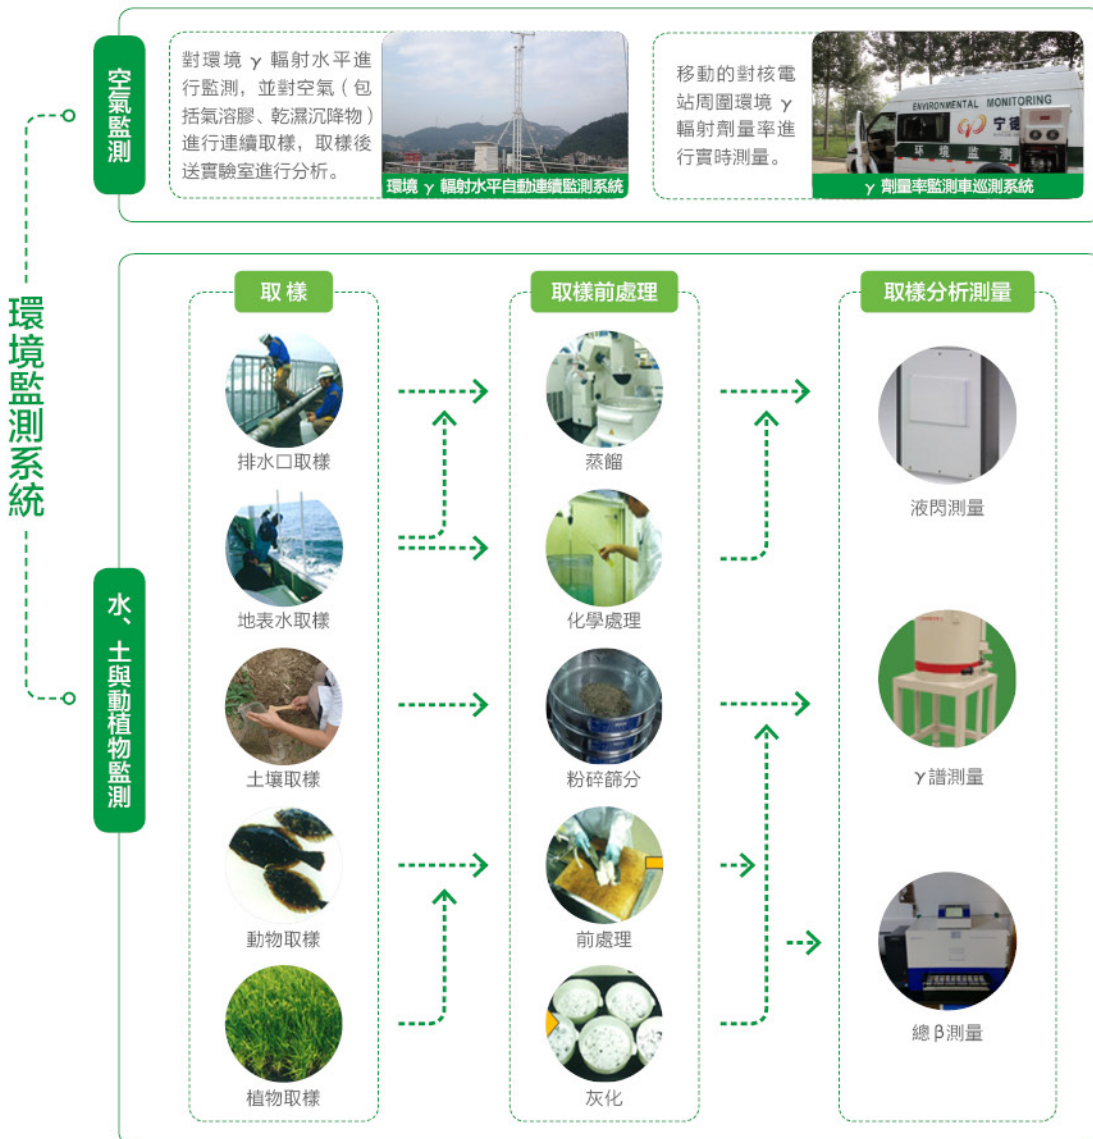 環境監測系統
空氣監測
對環境 γ 輻射水平進
行監測，並對空氣（包
括氣溶膠、乾濕沉降物）
進行連續取樣，取樣後
送實驗室進行分析。
環境 γ 輻射水平自動連續監測系統
移動的對核電
站周圍環境 γ
輻射劑量率進
行實時測量。
ENVIRONMENTAL MONITORING
宁德
环境监测
γ 劑量率監測車巡測系統
水、土與動植物監測
取樣
排水口取樣
地表水取樣
土壤取樣
動物取樣
植物取樣
取樣前處理
蒸餾
化學處理
粉碎篩分
前處理
灰化
取樣分析測量
液閃測量
γ譜測量
總β測量